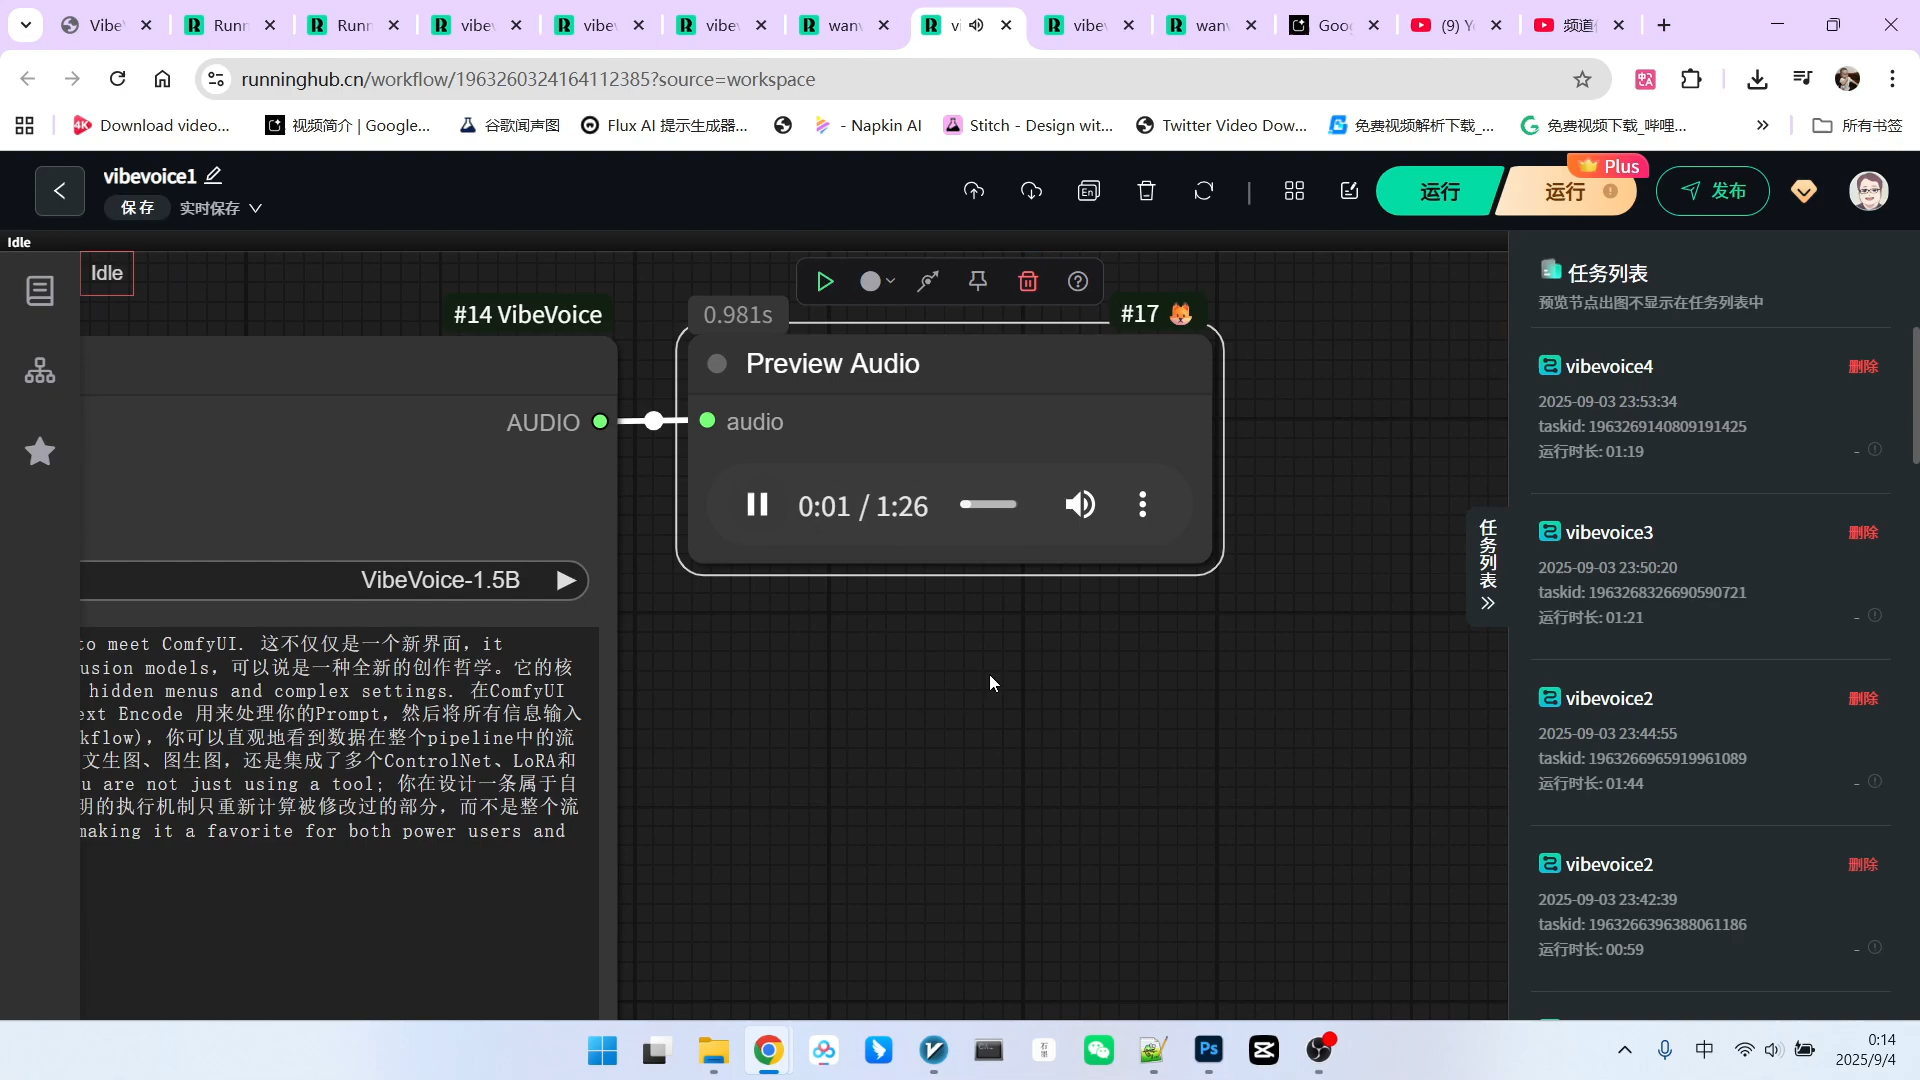 Vibe
Runn
Runn
vibe
vibe
vibe
wan
vi
vibe
wan
Goo
(9) Y
频道
runninghub.cn/workflow/1963260324164112385?source=workspace
Download video...
视频简介 | Google...
谷歌闻声图
Flux AI 提示生成器...
- Napkin AI
Stitch - Design wit...
Twitter Video Dow...
免费视频解析下载_...
免费视频下载_哔哩...
所有书签
vibevoice1
保存
实时保存
En
运行
运行
Plus
发布
Idle
Idle
#14 VibeVoice
0.981s
#17
Preview Audio
AUDIO
audio
0:01 / 1:26
VibeVoice-1.5B
to meet ComfyUI. 这不仅仅是一个新界面，it
usion models，可以说是一种全新的创作哲学。它的核
hidden menus and complex settings. 在ComfyUI
ext Encode 用来处理你的Prompt，然后将所有信息输入
kflow)，你可以直观地看到数据在整个pipeline中的流
文生图、图生图，还是集成了多个ControlNet、LoRA和
u are not just using a tool; 你在设计一条属于自
明的执行机制只重新计算被修改过的部分，而不是整个流
making it a favorite for both power users and
任务列表
任务列表
预览节点出图不显示在任务列表中
vibevoice4
删除
2025-09-03 23:53:34
taskid: 1963269140809191425
运行时长: 01:19
-
vibevoice3
删除
2025-09-03 23:50:20
taskid: 1963268326690590721
运行时长: 01:21
-
vibevoice2
删除
2025-09-03 23:44:55
taskid: 1963266965919961089
运行时长: 01:44
-
vibevoice2
删除
2025-09-03 23:42:39
taskid: 1963266396388061186
运行时长: 00:59
-
Ps
中
0:14
2025/9/4